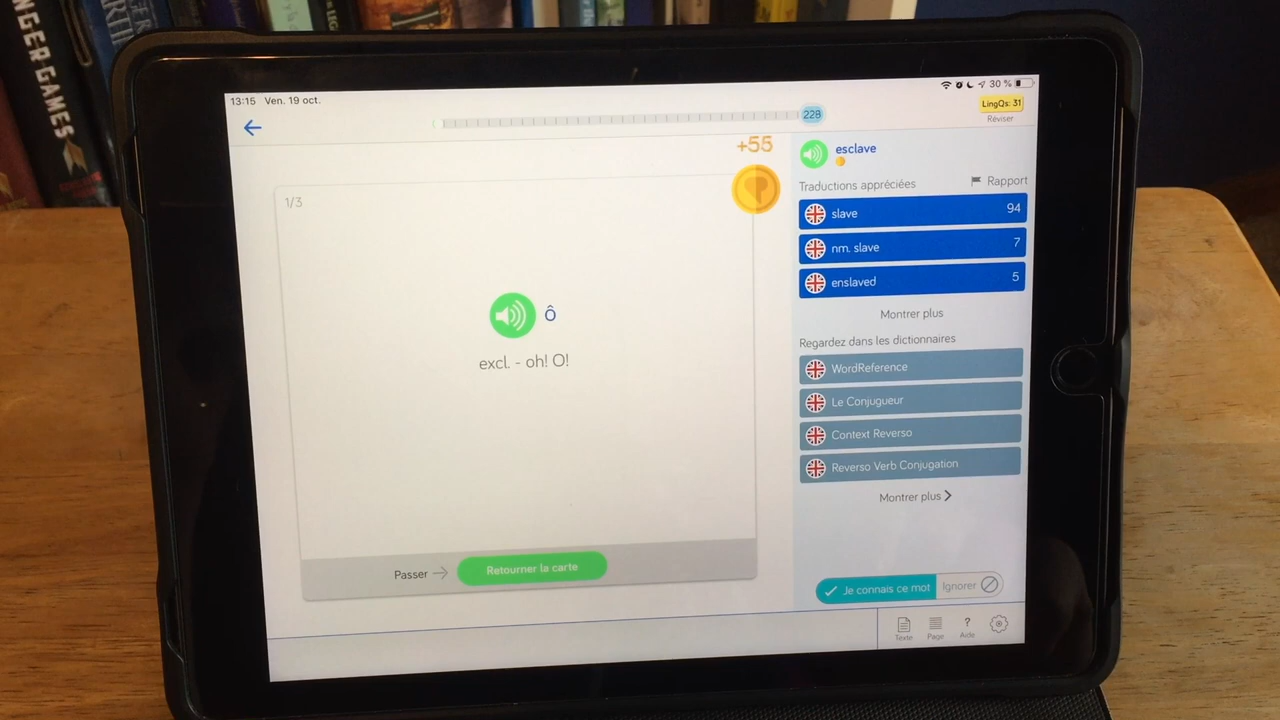 HUNGER GAMES
13:15 Ven. 19 oct.
30 %
228
LingQs: 31
Réviser
+55
1/3
Ô
excl. - oh! O!
Passer
Retourner la carte
esclave
Traductions appréciées
Rapport
slave 94
nm. slave 7
enslaved 5
Montrer plus
Regardez dans les dictionnaires
WordReference
Le Conjugueur
Context Reverso
Reverso Verb Conjugation
Montrer plus
Je connais ce mot
Ignorer
Texte
Page
Aide